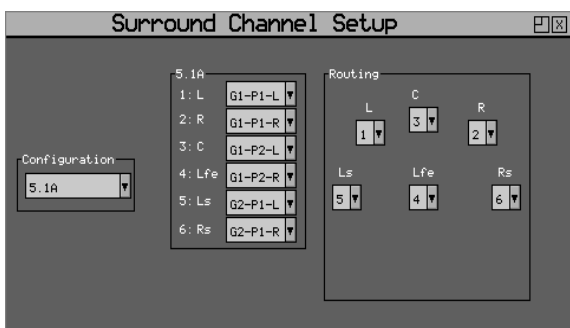 Surround Channel Setup
Configuration
5.1A
5.1A
1: L G1-P1-L
2: R G1-P1-R
3: C G1-P2-L
4: Lfe G1-P2-R
5: Ls G2-P1-L
6: Rs G2-P1-R
Routing
L C R
1 3 2
Ls Lfe Rs
5 4 6